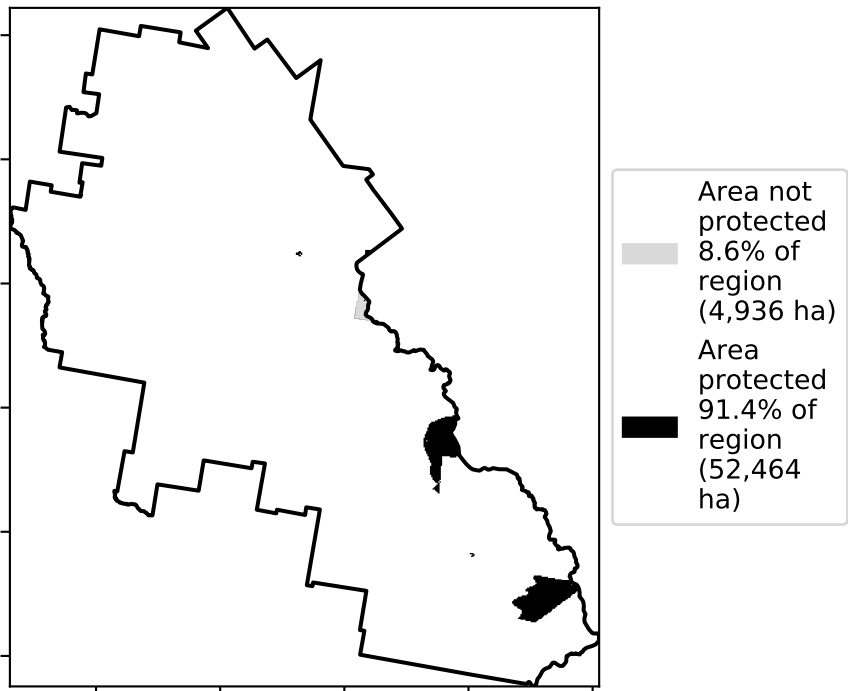 Area not
protected
8.6% of
region
(4,936 ha)
Area
protected
91.4% of
region
(52,464
ha)